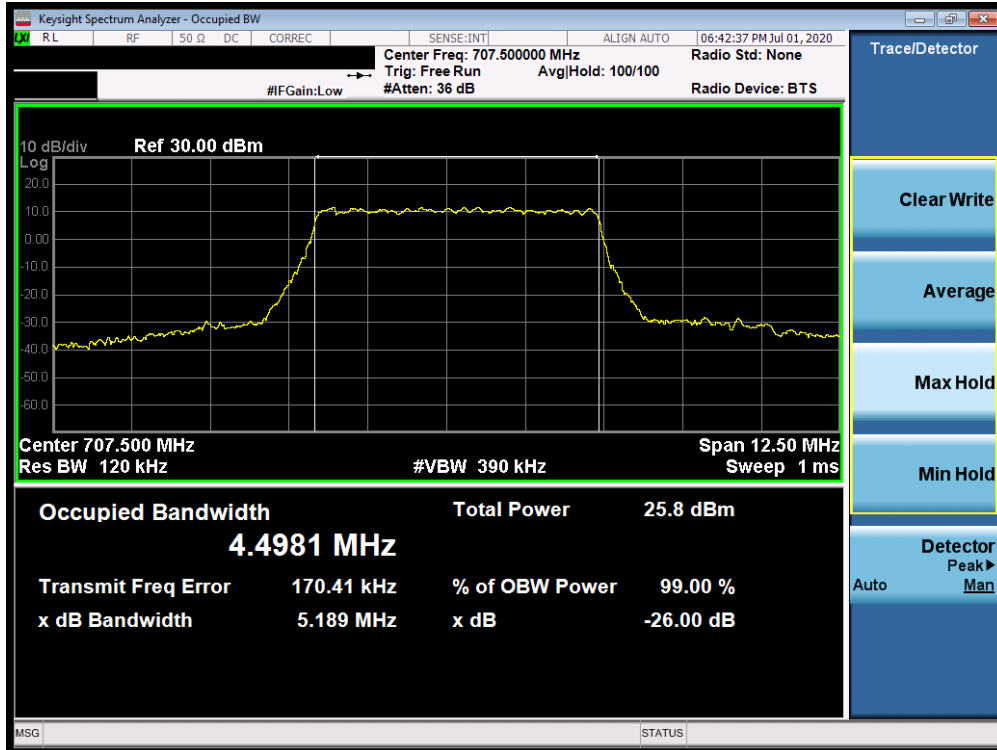 Keysight Spectrum Analyzer - Occupied BW
LXI RL RF 50 Ω DC CORREC SENSE:INT ALIGN AUTO 06:42:37 PM Jul 01, 2020
Center Freq: 707.500000 MHz Radio Std: None
Trig: Free Run Avg|Hold: 100/100
#IFGain:Low #Atten: 36 dB Radio Device: BTS
10 dB/div Ref 30.00 dBm
Log
20.0
10.0
0.00
-10.0
-20.0
-30.0
-40.0
-50.0
-60.0
Center 707.500 MHz Span 12.50 MHz
Res BW 120 kHz #VBW 390 kHz Sweep 1 ms
Occupied Bandwidth Total Power 25.8 dBm
4.4981 MHz
Transmit Freq Error 170.41 kHz % of OBW Power 99.00 %
x dB Bandwidth 5.189 MHz x dB -26.00 dB
MSG STATUS
Trace/Detector
Clear Write
Average
Max Hold
Min Hold
Detector
Peak▶
Auto Man